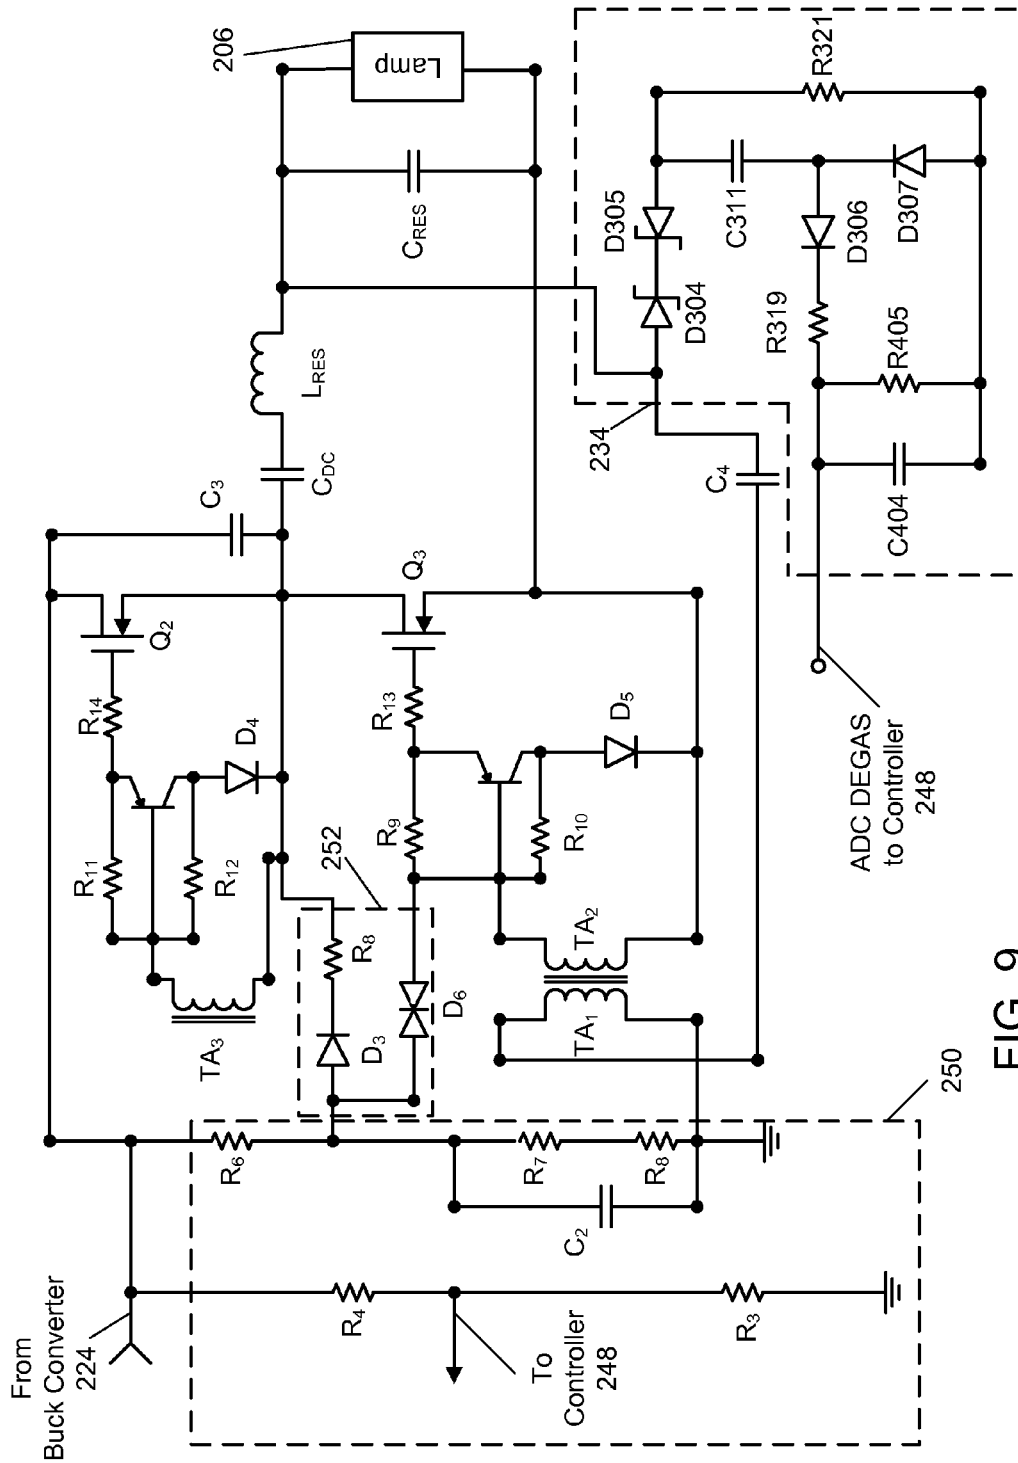 From
Buck Converter
224
R4
To
Controller
248
R3
R6
R7
R8
C2
250
TA3
D3
R8
252
D6
TA1
TA2
R11
R12
R14
D4
Q2
R9
R10
R13
D5
Q3
C3
CDC
LRES
CRES
Lamp
206
C4
234
D304
D305
C311
R321
R319
D306
D307
R405
C404
ADC DEGAS
to Controller
248
FIG. 9